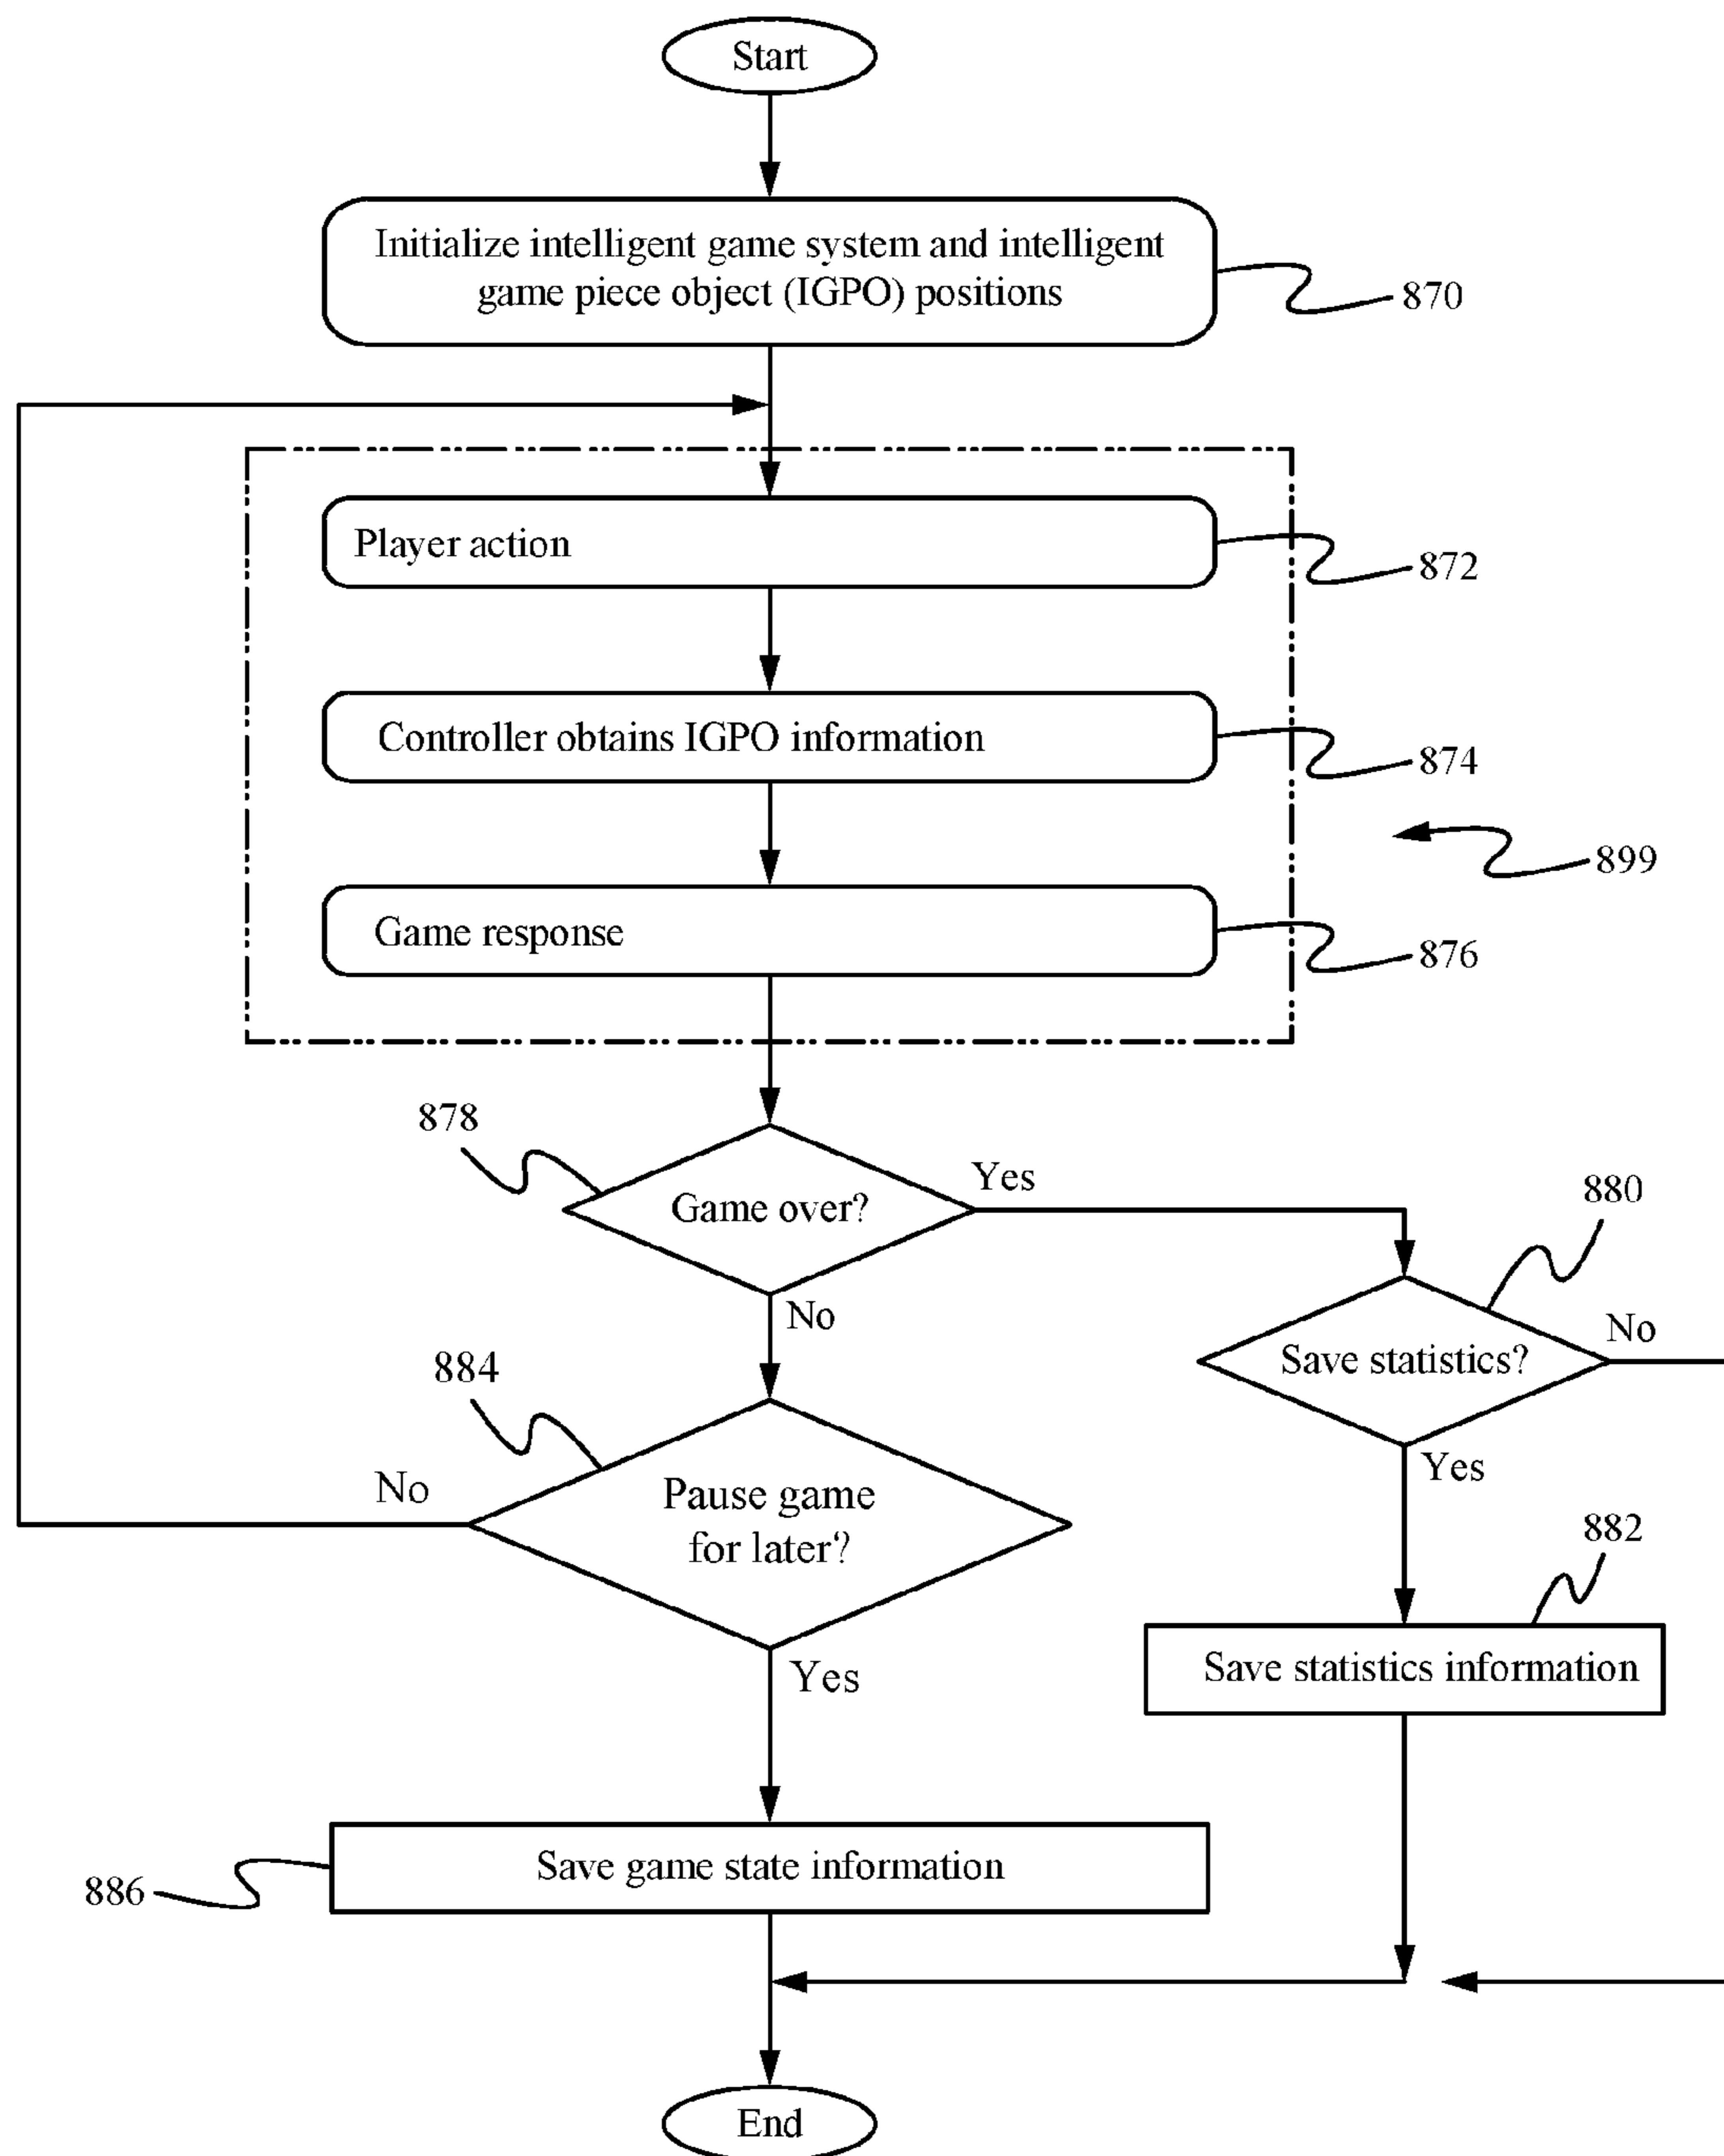 Start
Initialize intelligent game system and intelligent
game piece object (IGPO) positions
870
Player action
872
Controller obtains IGPO information
874
899
Game response
876
878
Game over?
Yes
No
880
Save statistics?
No
Yes
884
Pause game
for later?
No
Yes
882
Save statistics information
Save game state information
886
End